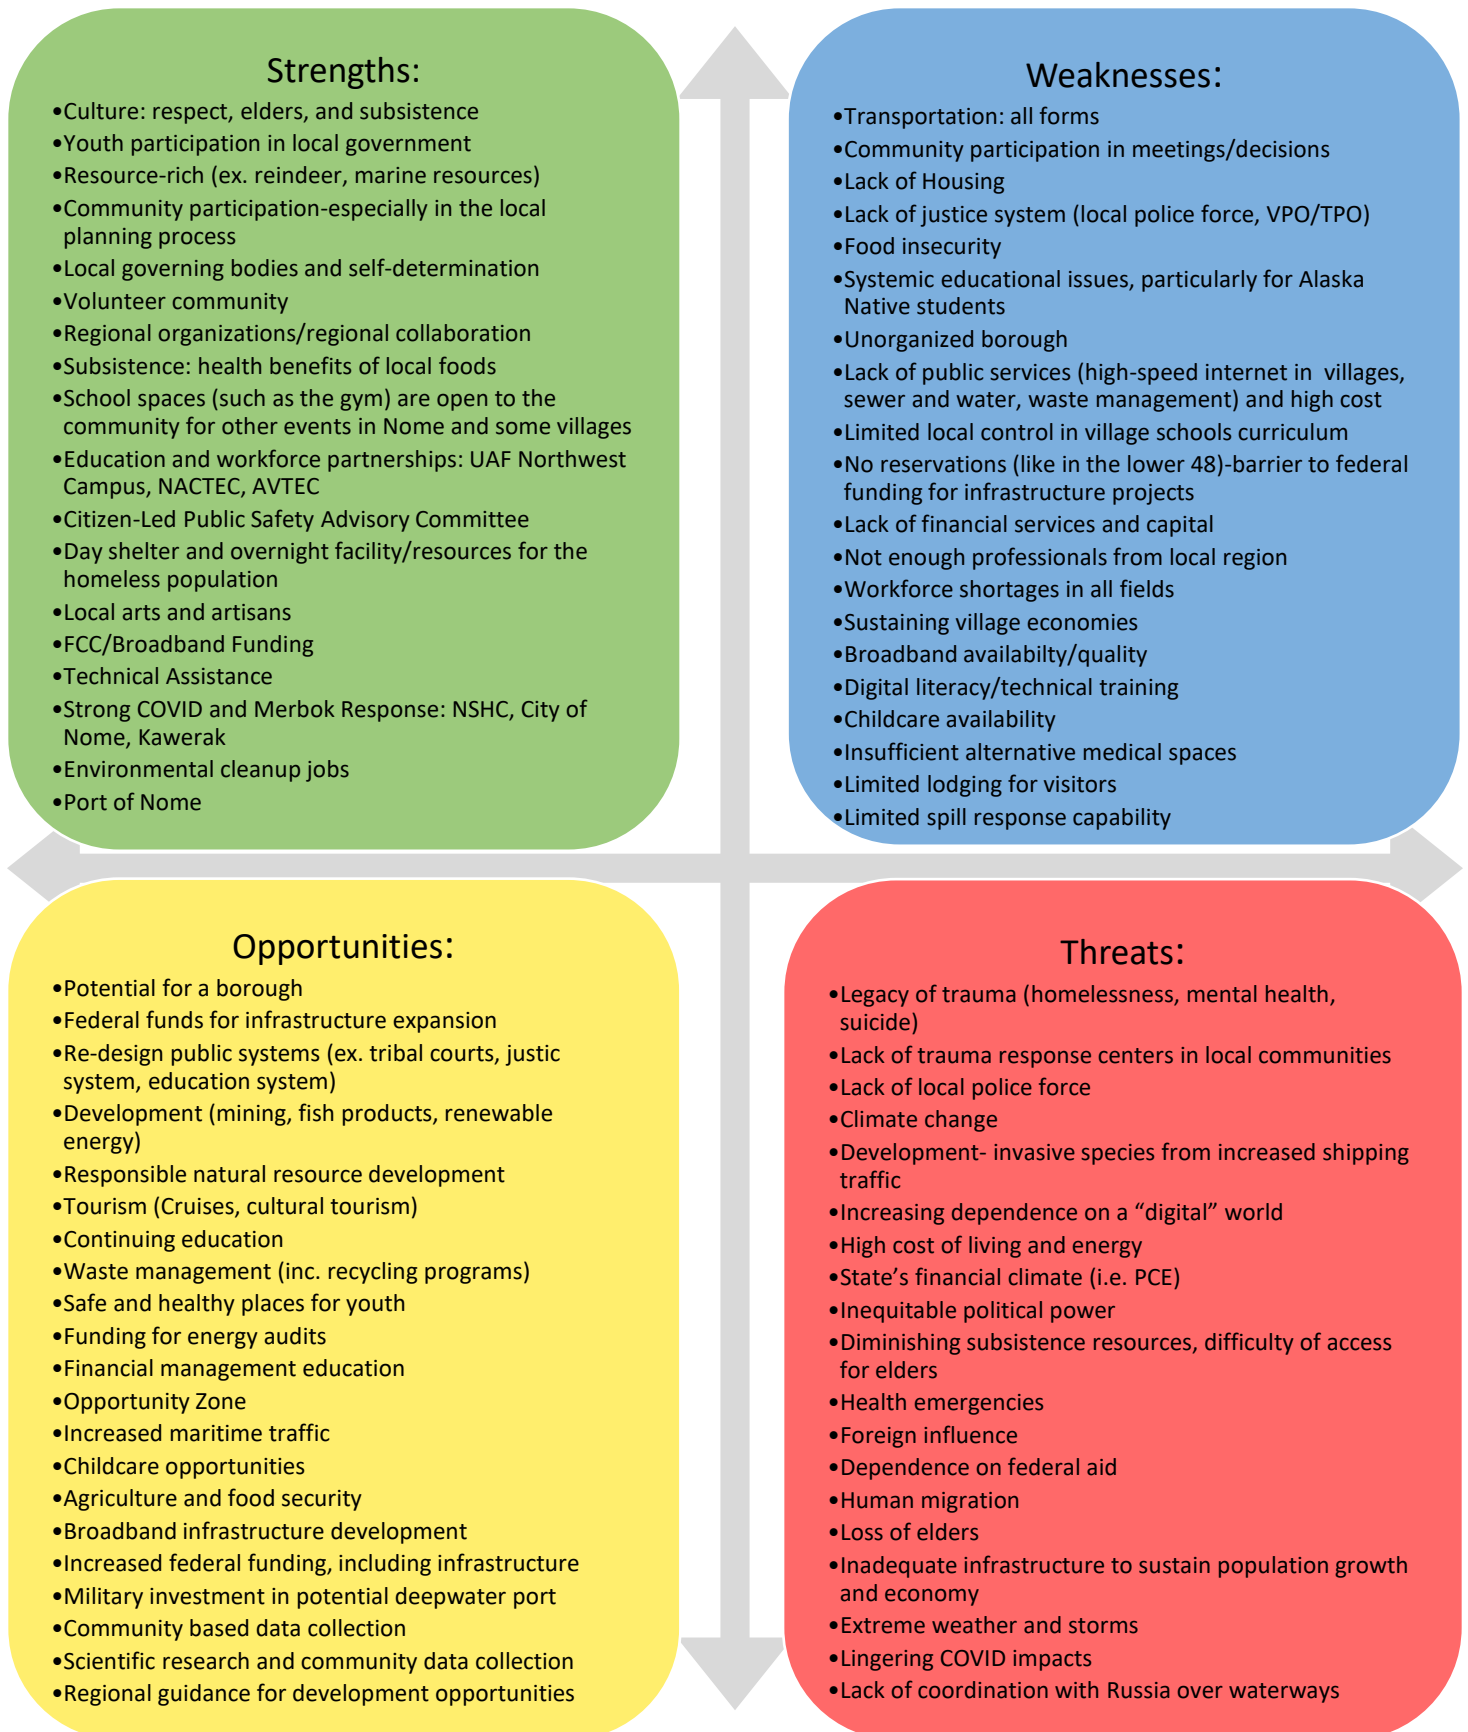 Strengths:
•Culture: respect, elders, and subsistence
•Youth participation in local government
•Resource-rich (ex. reindeer, marine resources)
•Community participation-especially in the local
planning process
•Local governing bodies and self-determination
•Volunteer community
•Regional organizations/regional collaboration
•Subsistence: health benefits of local foods
•School spaces (such as the gym) are open to the
community for other events in Nome and some villages
•Education and workforce partnerships: UAF Northwest
Campus, NACTEC, AVTEC
•Citizen-Led Public Safety Advisory Committee
•Day shelter and overnight facility/resources for the
homeless population
•Local arts and artisans
•FCC/Broadband Funding
•Technical Assistance
•Strong COVID and Merbok Response: NSHC, City of
Nome, Kawerak
•Environmental cleanup jobs
•Port of Nome
Weaknesses:
•Transportation: all forms
•Community participation in meetings/decisions
•Lack of Housing
•Lack of justice system (local police force, VPO/TPO)
•Food insecurity
•Systemic educational issues, particularly for Alaska
Native students
•Unorganized borough
•Lack of public services (high-speed internet in  villages,
sewer and water, waste management) and high cost
•Limited local control in village schools curriculum
•No reservations (like in the lower 48)-barrier to federal
funding for infrastructure projects
•Lack of financial services and capital
•Not enough professionals from local region
•Workforce shortages in all fields
•Sustaining village economies
•Broadband availabilty/quality
•Digital literacy/technical training
•Childcare availability
•Insufficient alternative medical spaces
•Limited lodging for visitors
•Limited spill response capability
Opportunities:
•Potential for a borough
•Federal funds for infrastructure expansion
•Re-design public systems (ex. tribal courts, justic
system, education system)
•Development (mining, fish products, renewable
energy)
•Responsible natural resource development
•Tourism (Cruises, cultural tourism)
•Continuing education
•Waste management (inc. recycling programs)
•Safe and healthy places for youth
•Funding for energy audits
•Financial management education
•Opportunity Zone
•Increased maritime traffic
•Childcare opportunities
•Agriculture and food security
•Broadband infrastructure development
•Increased federal funding, including infrastructure
•Military investment in potential deepwater port
•Community based data collection
•Scientific research and community data collection
•Regional guidance for development opportunities
Threats:
•Legacy of trauma (homelessness, mental health,
suicide)
•Lack of trauma response centers in local communities
•Lack of local police force
•Climate change
•Development- invasive species from increased shipping
traffic
•Increasing dependence on a “digital” world
•High cost of living and energy
•State’s financial climate (i.e. PCE)
•Inequitable political power
•Diminishing subsistence resources, difficulty of access
for elders
•Health emergencies
•Foreign influence
•Dependence on federal aid
•Human migration
•Loss of elders
•Inadequate infrastructure to sustain population growth
and economy
•Extreme weather and storms
•Lingering COVID impacts
•Lack of coordination with Russia over waterways